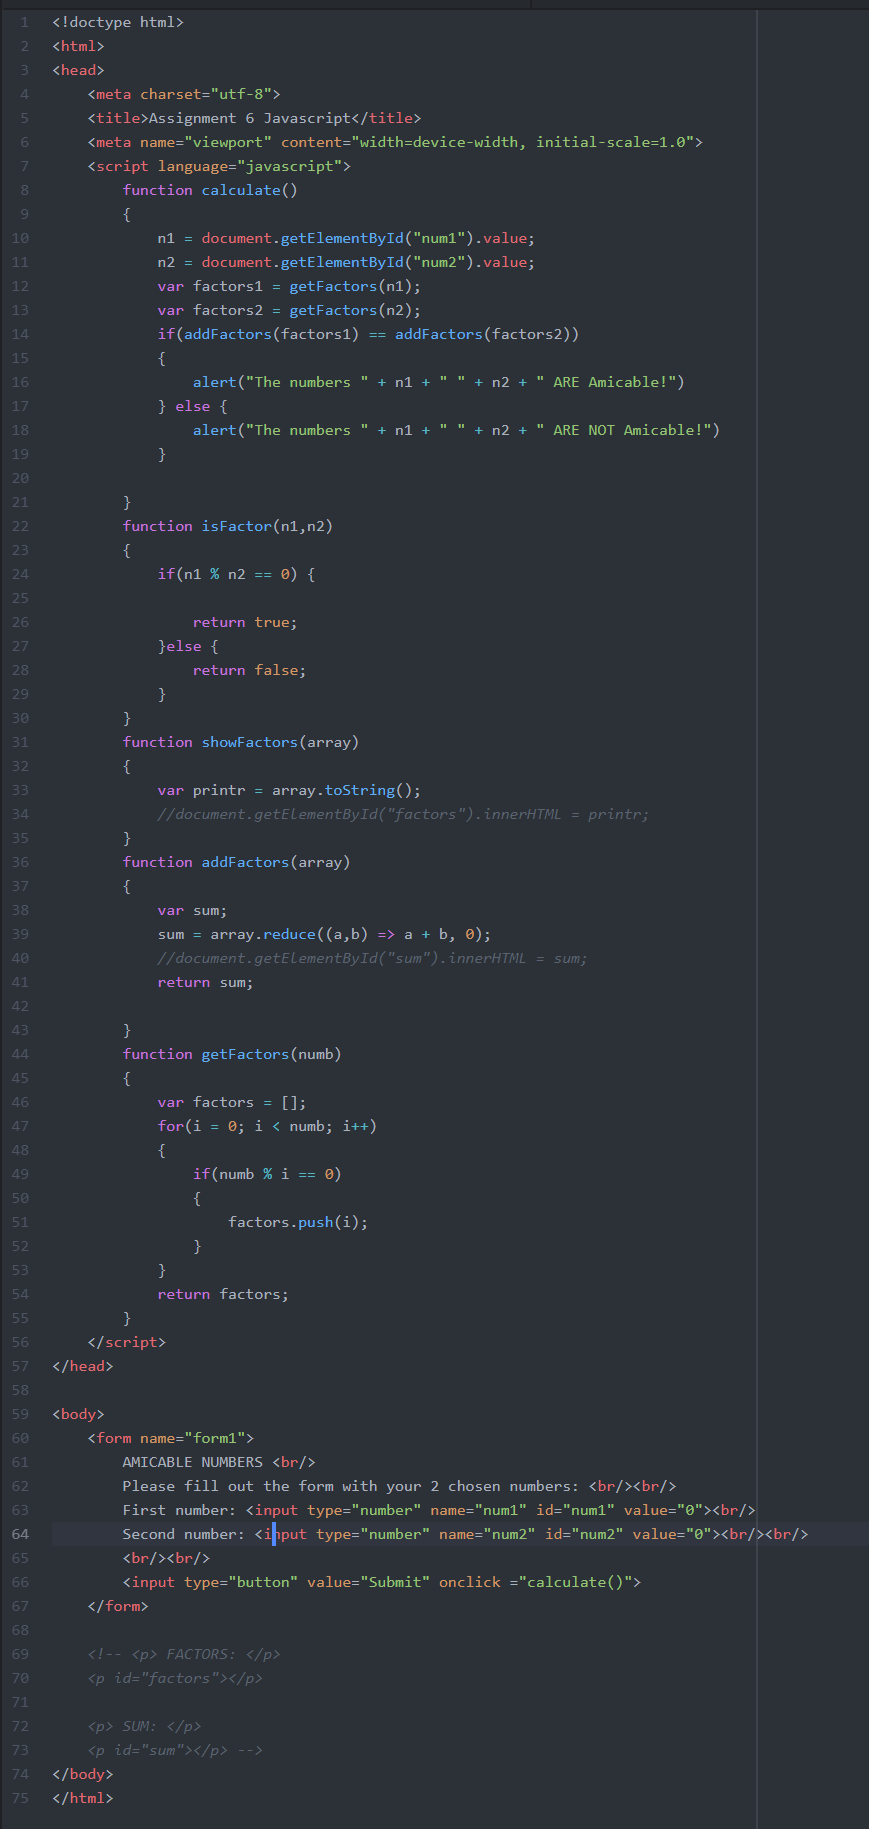 1 <!doctype html>
2 <html>
3 <head>
4     <meta charset="utf-8">
5     <title>Assignment 6 Javascript</title>
6     <meta name="viewport" content="width=device-width, initial-scale=1.0">
7     <script language="javascript">
8         function calculate()
9         {
10             n1 = document.getElementById("num1").value;
11             n2 = document.getElementById("num2").value;
12             var factors1 = getFactors(n1);
13             var factors2 = getFactors(n2);
14             if(addFactors(factors1) == addFactors(factors2))
15             {
16                 alert("The numbers " + n1 + " " + n2 + " ARE Amicable!")
17             } else {
18                 alert("The numbers " + n1 + " " + n2 + " ARE NOT Amicable!")
19             }
20
21         }
22         function isFactor(n1,n2)
23         {
24             if(n1 % n2 == 0) {
25
26                 return true;
27             }else {
28                 return false;
29             }
30         }
31         function showFactors(array)
32         {
33             var printr = array.toString();
34             //document.getElementById("factors").innerHTML = printr;
35         }
36         function addFactors(array)
37         {
38             var sum;
39             sum = array.reduce((a,b) => a + b, 0);
40             //document.getElementById("sum").innerHTML = sum;
41             return sum;
42
43         }
44         function getFactors(numb)
45         {
46             var factors = [];
47             for(i = 0; i < numb; i++)
48             {
49                 if(numb % i == 0)
50                 {
51                     factors.push(i);
52                 }
53             }
54             return factors;
55         }
56     </script>
57 </head>
58
59 <body>
60     <form name="form1">
61         AMICABLE NUMBERS <br/>
62         Please fill out the form with your 2 chosen numbers: <br/><br/>
63         First number: <input type="number" name="num1" id="num1" value="0"><br/>
64         Second number: <input type="number" name="num2" id="num2" value="0"><br/><br/>
65         <br/><br/>
66         <input type="button" value="Submit" onclick ="calculate()">
67     </form>
68
69     <!-- <p> FACTORS: </p>
70     <p id="factors"></p>
71
72     <p> SUM: </p>
73     <p id="sum"></p> -->
74 </body>
75 </html>